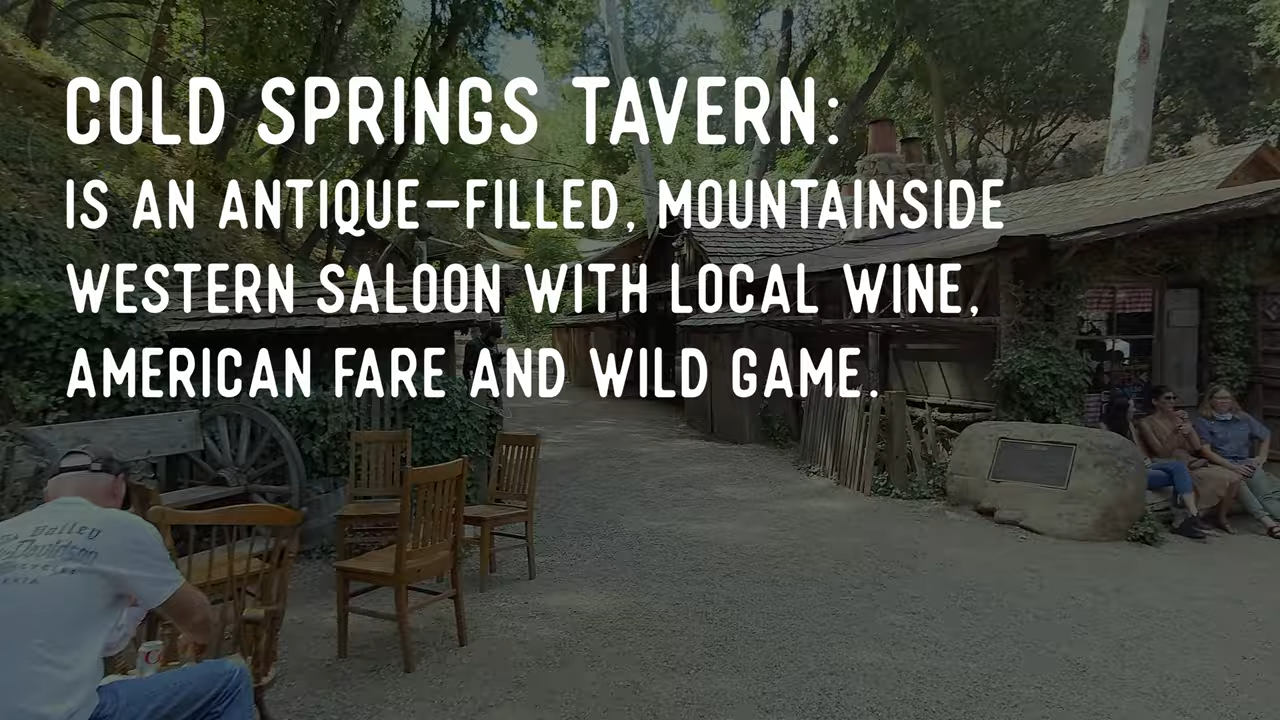 COLD SPRINGS TAVERN:
IS AN ANTIQUE-FILLED, MOUNTAINSIDE
WESTERN SALOON WITH LOCAL WINE,
AMERICAN FARE AND WILD GAME.